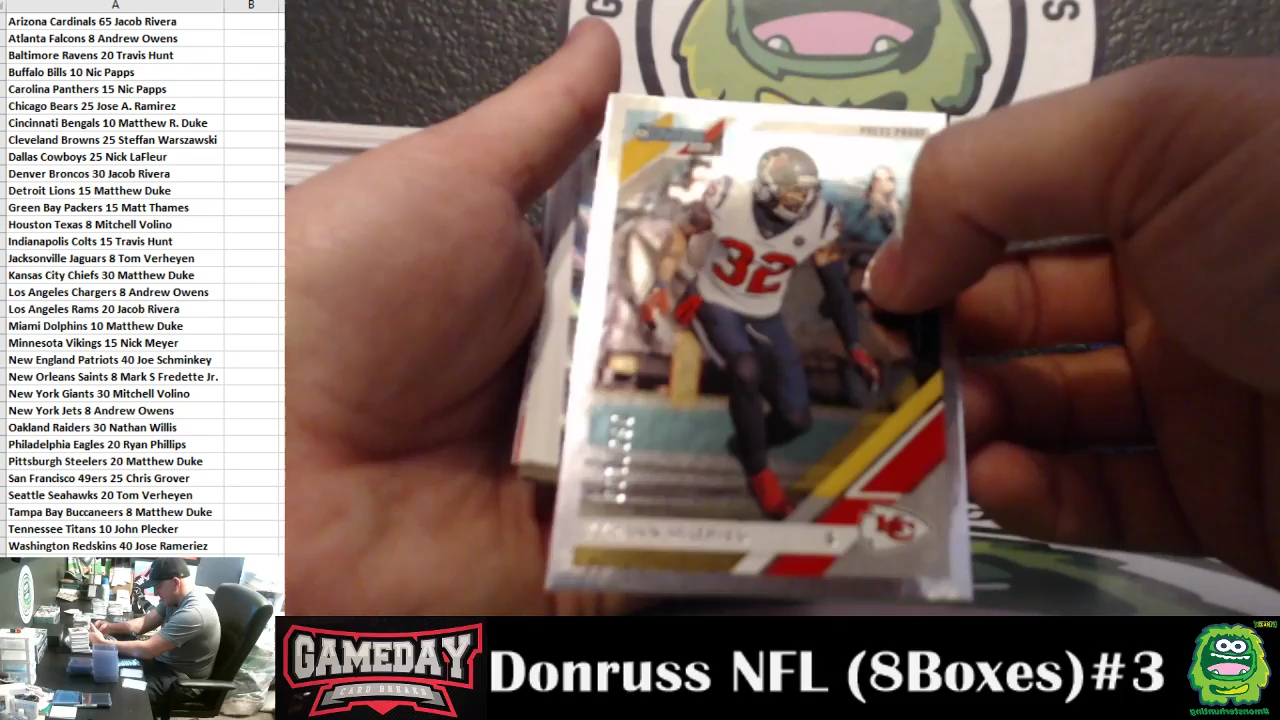 A B
Arizona Cardinals 65 Jacob Rivera
Atlanta Falcons 8 Andrew Owens
Baltimore Ravens 20 Travis Hunt
Buffalo Bills 10 Nic Papps
Carolina Panthers 15 Nic Papps
Chicago Bears 25 Jose A. Ramirez
Cincinnati Bengals 10 Matthew R. Duke
Cleveland Browns 25 Steffan Warszawski
Dallas Cowboys 25 Nick LaFleur
Denver Broncos 30 Jacob Rivera
Detroit Lions 15 Matthew Duke
Green Bay Packers 15 Matt Thames
Houston Texas 8 Mitchell Volino
Indianapolis Colts 15 Travis Hunt
Jacksonville Jaguars 8 Tom Verheyen
Kansas City Chiefs 30 Matthew Duke
Los Angeles Chargers 8 Andrew Owens
Los Angeles Rams 20 Jacob Rivera
Miami Dolphins 10 Matthew Duke
Minnesota Vikings 15 Nick Meyer
New England Patriots 40 Joe Schminkey
New Orleans Saints 8 Mark S Fredette Jr.
New York Giants 30 Mitchell Volino
New York Jets 8 Andrew Owens
Oakland Raiders 30 Nathan Willis
Philadelphia Eagles 20 Ryan Phillips
Pittsburgh Steelers 20 Matthew Duke
San Francisco 49ers 25 Chris Grover
Seattle Seahawks 20 Tom Verheyen
Tampa Bay Buccaneers 8 Matthew Duke
Tennessee Titans 10 John Plecker
Washington Redskins 40 Jose Rameriez
G S
PRESS PROOF
32
KC
GAMEDAY
CARD BREAKS
Donruss NFL (8Boxes)#3
#monsterhunting